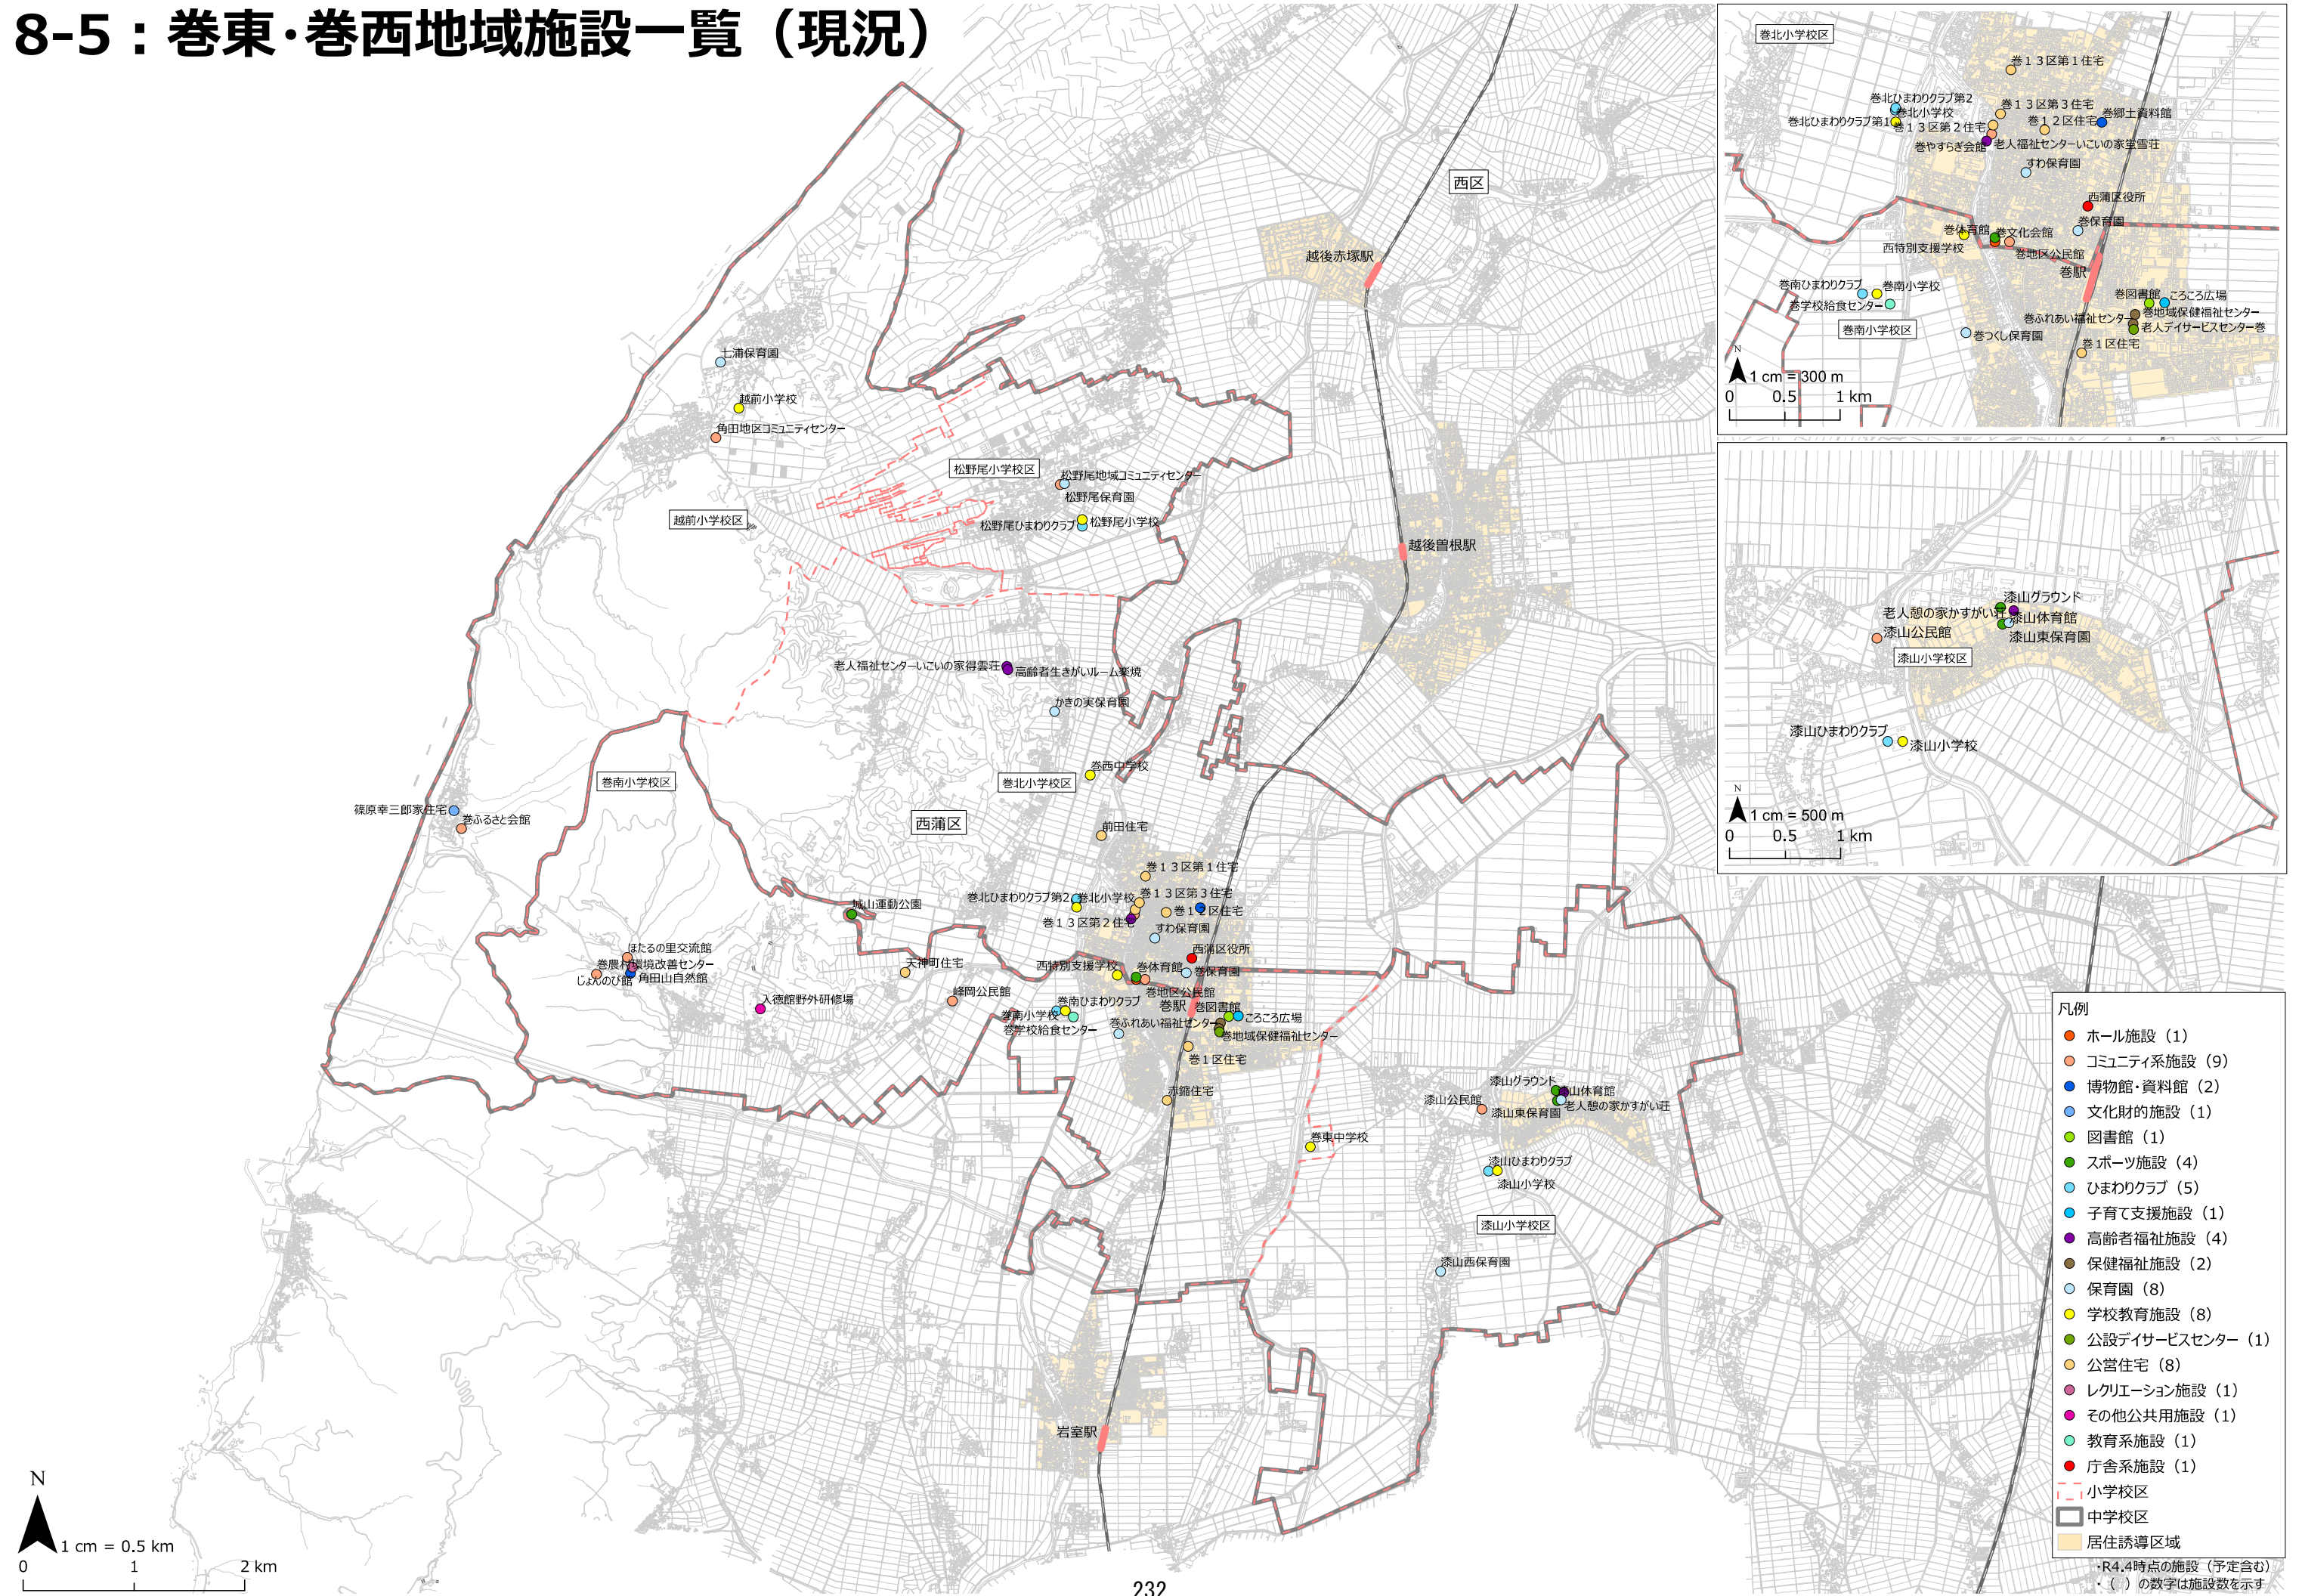 8-5：巻東･巻西地域施設一覧（現況）
西区
越後赤塚駅
七浦保育園
越前小学校
角田地区コミュニティセンター
松野尾小学校区
松野尾地域コミュニティセンター
松野尾保育園
越前小学校区
松野尾ひまわりクラブ
松野尾小学校
越後曽根駅
老人福祉センターいこいの家得雲荘
高齢者生きがいルーム楽焼
かきの実保育園
巻西中学校
巻南小学校区
巻北小学校区
篠原幸三郎家住宅
巻ふるさと会館
西蒲区
前田住宅
巻１３区第１住宅
巻北ひまわりクラブ第2
巻北小学校
巻１３区第３住宅
城山運動公園
巻１２区住宅
巻１３区第２住宅
すわ保育園
ほたるの里交流館
西蒲区役所
巻農村環境改善センター
天神町住宅
西特別支援学校
巻体育館
巻保育園
じょんのび館
角田山自然館
峰岡公民館
巻地区公民館
入徳館野外研修場
巻南ひまわりクラブ
巻駅
巻図書館
巻南小学校
ころころ広場
巻学校給食センター
巻ふれあい福祉センター
巻地域保健福祉センター
巻１区住宅
赤鏥住宅
漆山グラウンド
漆山体育館
漆山公民館
漆山東保育園
老人憩の家かすがい荘
巻東中学校
漆山ひまわりクラブ
漆山小学校
漆山小学校区
漆山西保育園
岩室駅
N
1 cm = 0.5 km
0
1
2 km
232
巻北小学校区
巻１３区第１住宅
巻北ひまわりクラブ第2
巻北小学校
巻１３区第３住宅
巻郷土資料館
巻北ひまわりクラブ第1
巻１３区第２住宅
巻１２区住宅
巻やすらぎ会館
老人福祉センターいこいの家堂雪荘
すわ保育園
西蒲区役所
巻保育園
巻体育館
巻文化会館
西特別支援学校
巻地区公民館
巻駅
巻南ひまわりクラブ
巻南小学校
巻学校給食センター
巻図書館
ころころ広場
巻地域保健福祉センター
巻ふれあい福祉センター
老人デイサービスセンター巻
巻南小学校区
巻つくし保育園
巻１区住宅
N
1 cm = 300 m
0
0.5
1 km
漆山グラウンド
老人憩の家かすがい荘
漆山体育館
漆山公民館
漆山東保育園
漆山小学校区
漆山ひまわりクラブ
漆山小学校
N
1 cm = 500 m
0
0.5
1 km
凡例
ホール施設（1）
コミュニティ系施設（9）
博物館･資料館（2）
文化財的施設（1）
図書館（1）
スポーツ施設（4）
ひまわりクラブ（5）
子育て支援施設（1）
高齢者福祉施設（4）
保健福祉施設（2）
保育園（8）
学校教育施設（8）
公設デイサービスセンター（1）
公営住宅（8）
レクリエーション施設（1）
その他公共用施設（1）
教育系施設（1）
庁舎系施設（1）
小学校区
中学校区
居住誘導区域
･R4.4時点の施設（予定含む）
･（　）の数字は施設数を示す